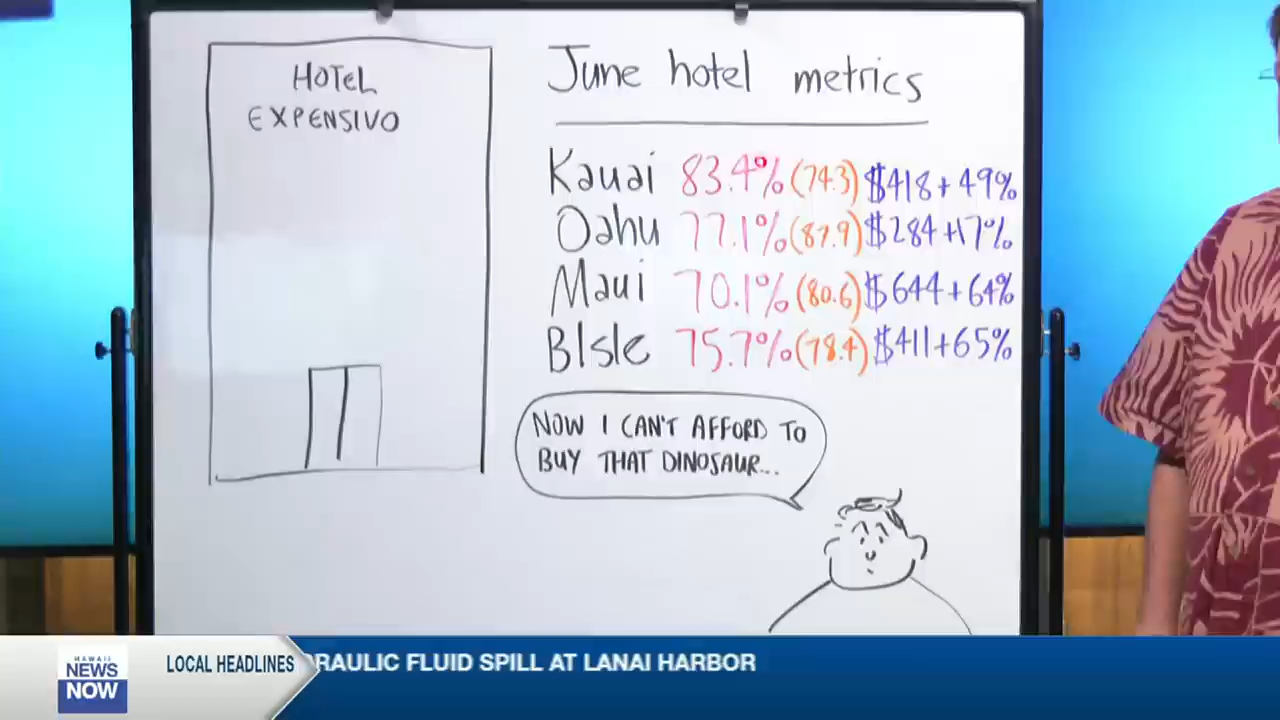 HOTEL
EXPENSIVO
June hotel metrics
Kauai 83.4% (74.3) $418 + 49%
Oahu 77.1% (87.9) $284 +17%
Maui 70.1% (80.6) $644 + 64%
BIsle 75.7% (78.4) $411 +65%
NOW I CAN'T AFFORD TO
BUY THAT DINOSAUR...
HAWAII
NEWS
NOW
LOCAL HEADLINES
RAULIC FLUID SPILL AT LANAI HARBOR